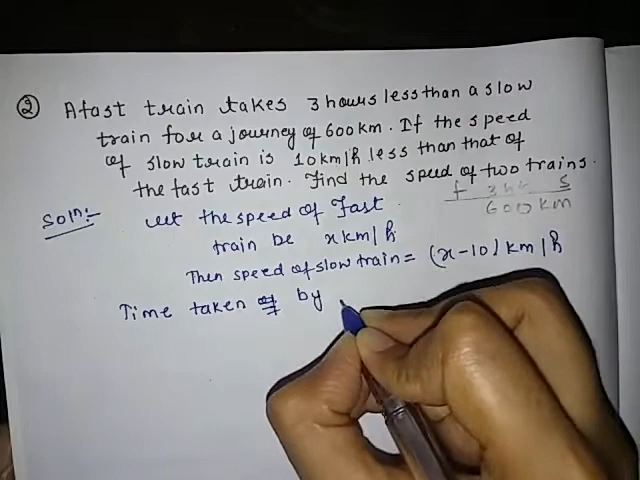 ② A fast train takes 3 hours less than a slow
train for a journey of 600 km. If the speed
of slow train is 10 km/h less than that of
the fast train. Find the speed of two trains.
f 3hr S
600 km
Soln:-
Let the speed of Fast
train be x km/h
Then speed of slow train = (x-10) km/h
Time taken by